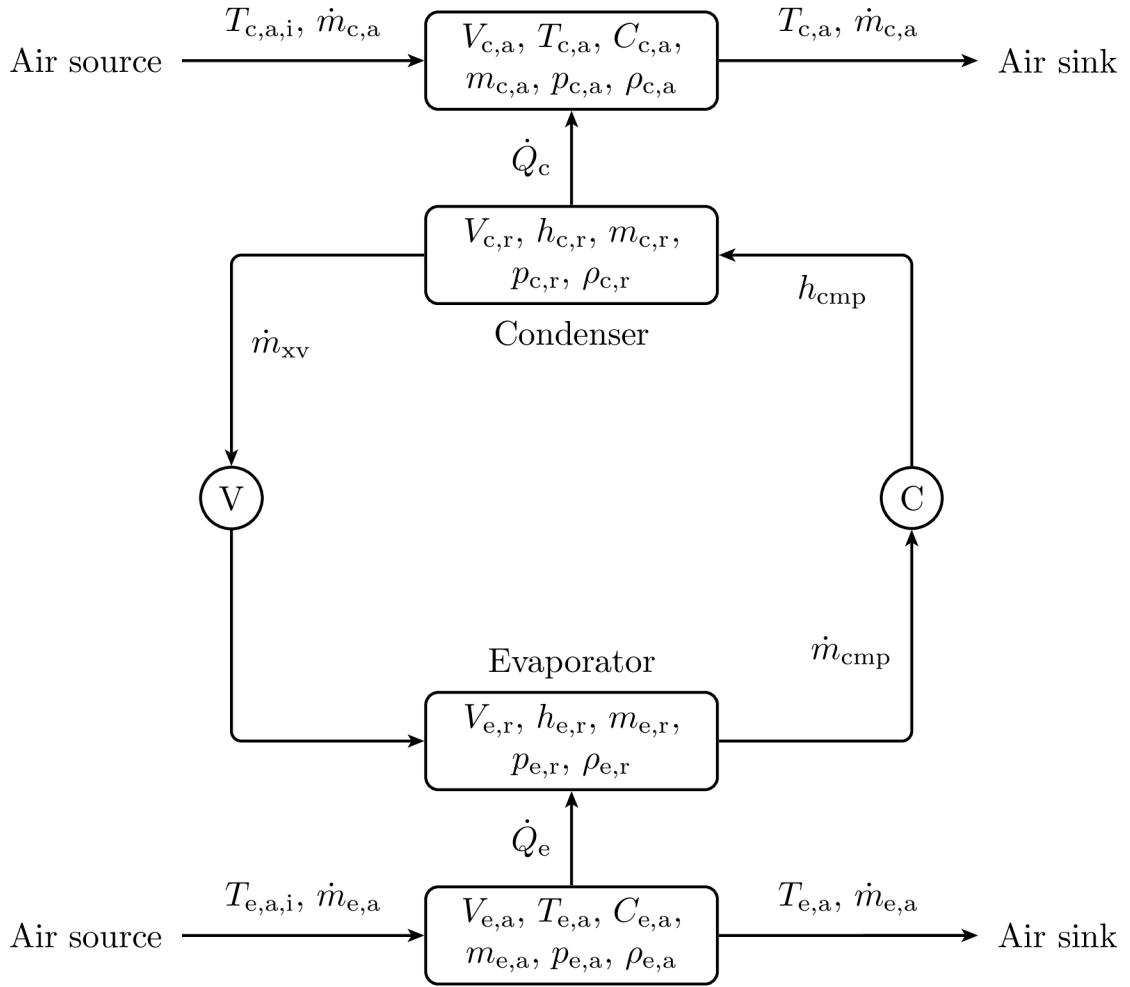 T_{c,a,i}, ṁ_{c,a}
T_{c,a}, ṁ_{c,a}
Air source
V_{c,a}, T_{c,a}, C_{c,a},
m_{c,a}, p_{c,a}, ρ_{c,a}
Air sink
Q̇_c
V_{c,r}, h_{c,r}, m_{c,r},
p_{c,r}, ρ_{c,r}
Condenser
h_{cmp}
ṁ_{xv}
V
C
ṁ_{cmp}
Evaporator
V_{e,r}, h_{e,r}, m_{e,r},
p_{e,r}, ρ_{e,r}
Q̇_e
T_{e,a,i}, ṁ_{e,a}
T_{e,a}, ṁ_{e,a}
Air source
V_{e,a}, T_{e,a}, C_{e,a},
m_{e,a}, p_{e,a}, ρ_{e,a}
Air sink